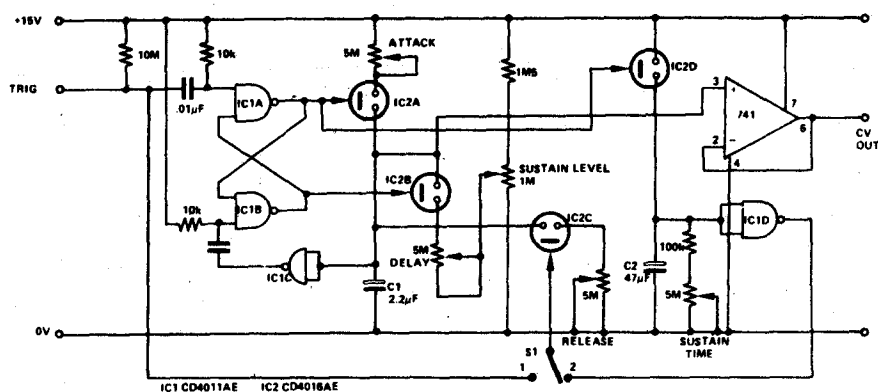 +15V
10M
10k
5M
ATTACK
1M5
IC2D
TRIG
.01µF
IC1A
IC2A
3
+
741
7
6
2
−
4
CV
OUT
IC2B
SUSTAIN LEVEL
1M
IC1B
10k
IC2C
IC1D
5M
DELAY
100k
IC1C
C1
2.2µF
5M
C2
47µF
5M
0V
RELEASE
SUSTAIN
TIME
S1
1
2
IC1 CD4011AE IC2 CD4016AE